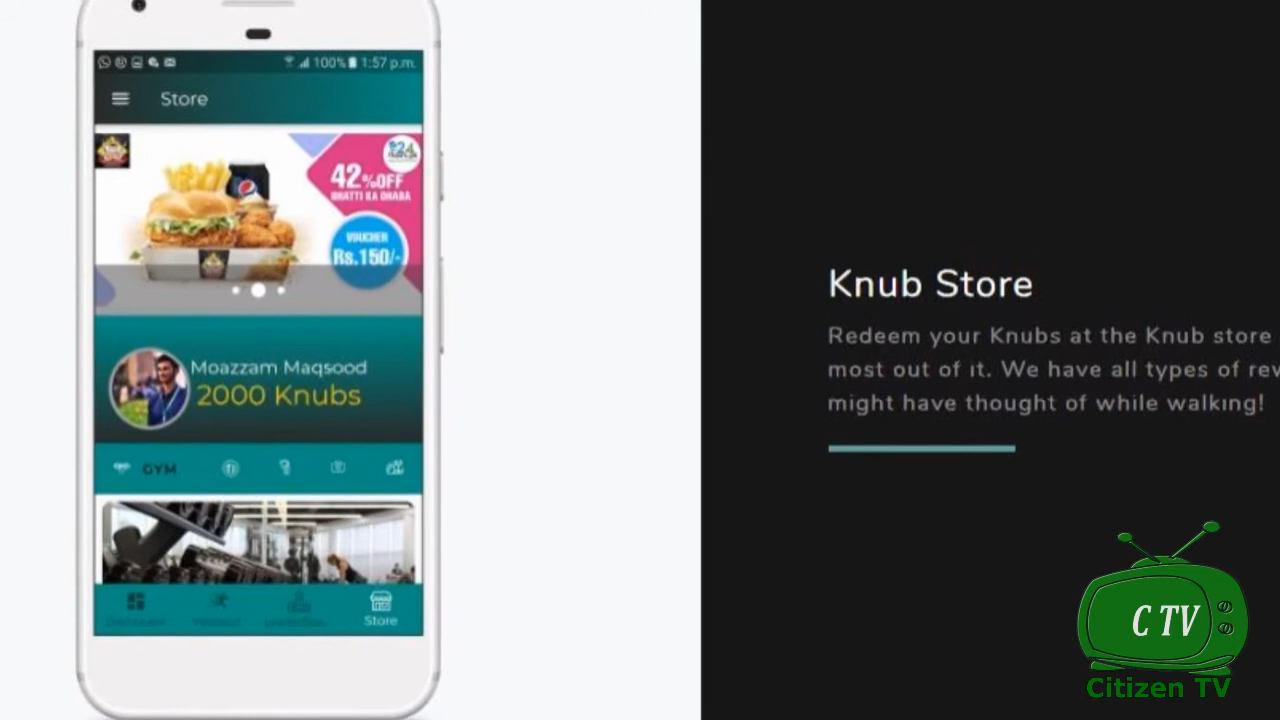 100% 1:57 p.m.
Store
24
42%OFF
BHATTI KA DHABA
VOUCHER
Rs.150/-
Moazzam Maqsood
2000 Knubs
GYM
Dashboard
Store
Knub Store
Redeem your Knubs at the Knub store
most out of it. We have all types of
might have thought of while walking!
C TV
Citizen TV